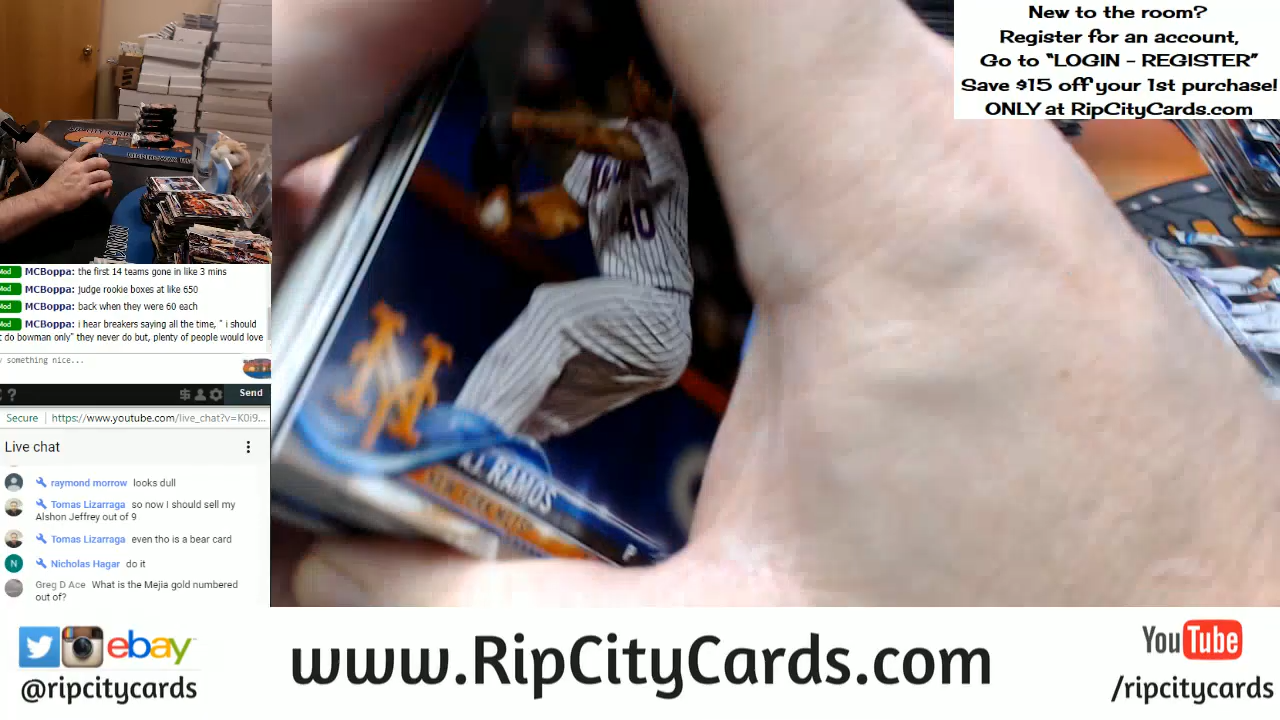 New to the room?
Register for an account,
Go to "LOGIN - REGISTER"
Save $15 off your 1st purchase!
ONLY at RipCityCards.com
40
A.J. RAMOS
P
Mod MCBoppa: the first 14 teams gone in like 3 mins
Mod MCBoppa: judge rookie boxes at like 650
Mod MCBoppa: back when they were 60 each
Mod MCBoppa: i hear breakers saying all the time, " i should
t do bowman only" they never do but, plenty of people would love
y something nice...
?
Send
Secure | https://www.youtube.com/live_chat?v=K0i9...
Live chat
raymond morrow looks dull
Tomas Lizarraga so now I should sell my
Alshon Jeffrey out of 9
Tomas Lizarraga even tho is a bear card
N Nicholas Hagar do it
Greg D Ace What is the Mejia gold numbered
out of?
ebay
@ripcitycards
www.RipCityCards.com
YouTube
/ripcitycards